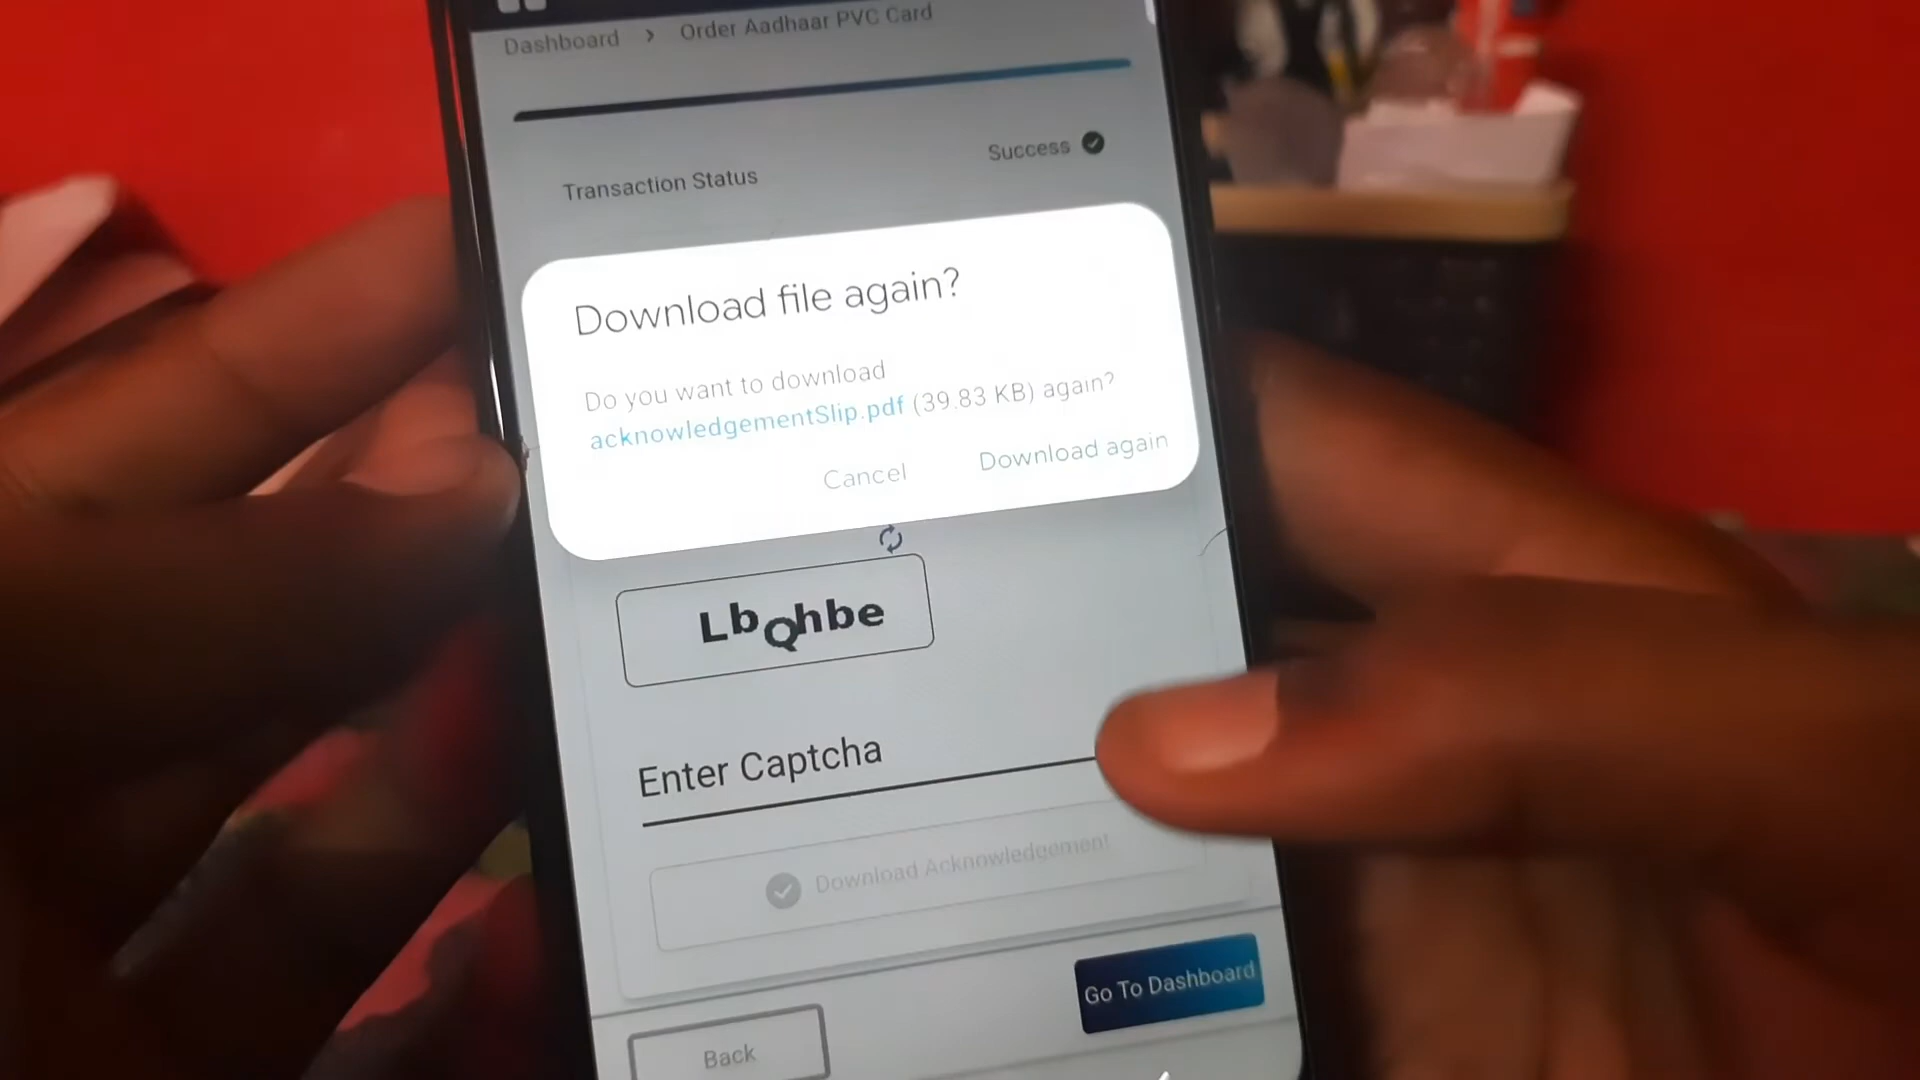 Dashboard > Order Aadhaar PVC Card
Success
Transaction Status
Download file again?
Do you want to download
acknowledgementSlip.pdf (39.83 KB) again?
Cancel Download again
LbQhbe
Enter Captcha
Download Acknowledgement
Go To Dashboard
Back